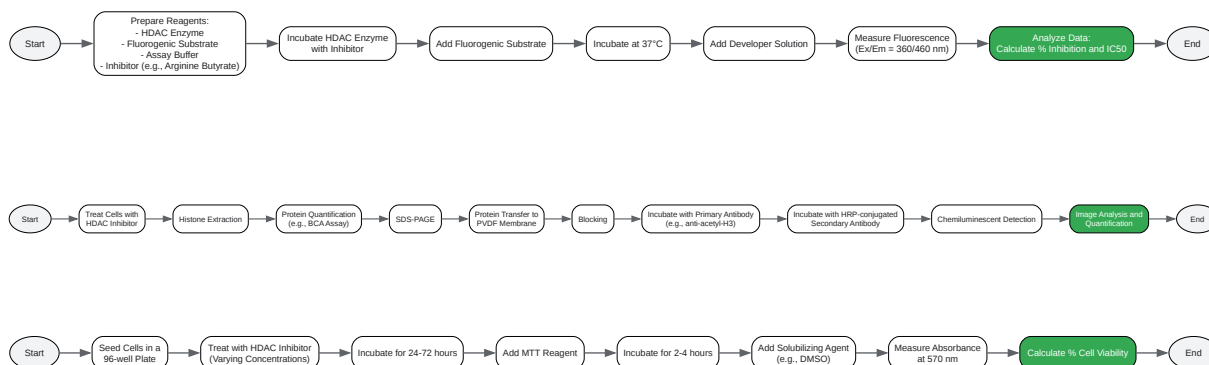 Start
Prepare Reagents:
- HDAC Enzyme
- Fluorogenic Substrate
- Assay Buffer
- Inhibitor (e.g., Arginine Butyrate)
Incubate HDAC Enzyme
with Inhibitor
Add Fluorogenic Substrate
Incubate at 37°C
Add Developer Solution
Measure Fluorescence
(Ex/Em = 360/460 nm)
Analyze Data:
Calculate % Inhibition and IC50
End
Start
Treat Cells with
HDAC Inhibitor
Histone Extraction
Protein Quantification
(e.g., BCA Assay)
SDS-PAGE
Protein Transfer to
PVDF Membrane
Blocking
Incubate with Primary Antibody
(e.g., anti-acetyl-H3)
Incubate with HRP-conjugated
Secondary Antibody
Chemiluminescent Detection
Image Analysis and
Quantification
End
Start
Seed Cells in a
96-well Plate
Treat with HDAC Inhibitor
(Varying Concentrations)
Incubate for 24-72 hours
Add MTT Reagent
Incubate for 2-4 hours
Add Solubilizing Agent
(e.g., DMSO)
Measure Absorbance
at 570 nm
Calculate % Cell Viability
End